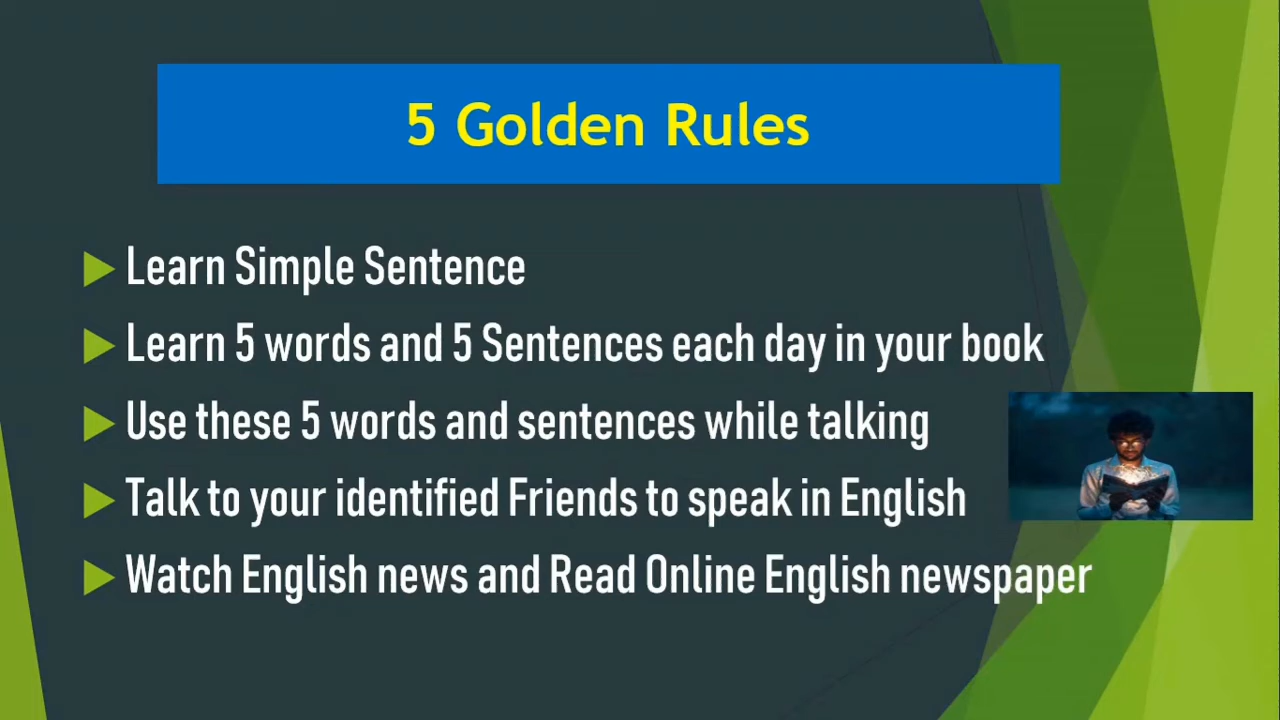 5 Golden Rules
Learn Simple Sentence
Learn 5 words and 5 Sentences each day in your book
Use these 5 words and sentences while talking
Talk to your identified Friends to speak in English
Watch English news and Read Online English newspaper